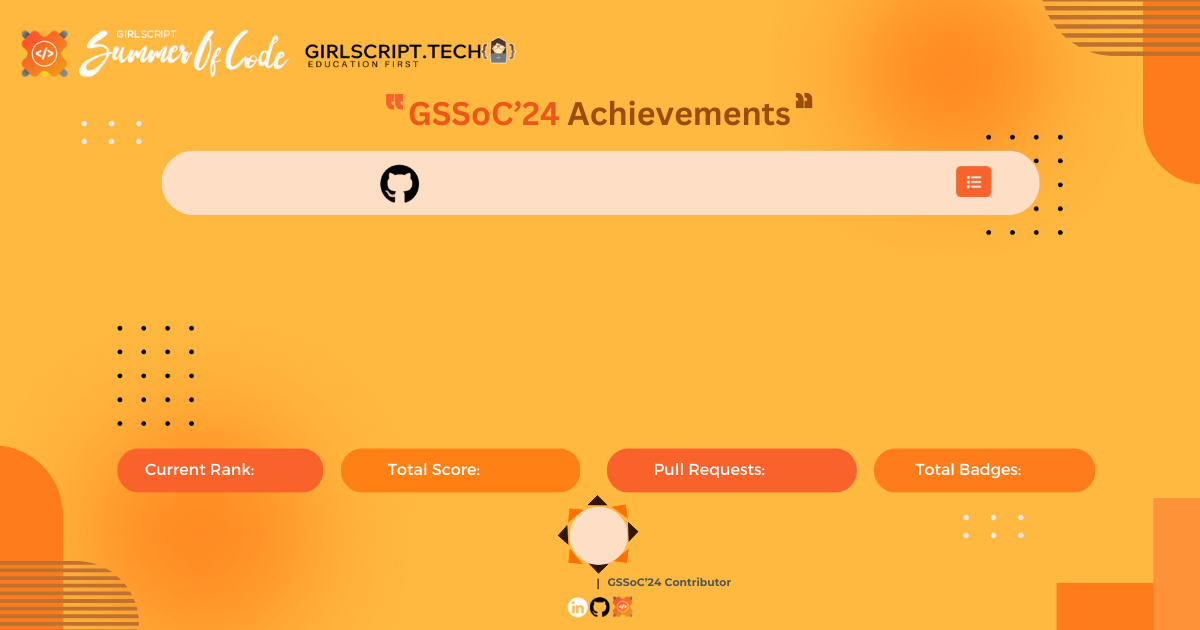 GIRLSCRIPT
Summer Of Code
</>
GIRLSCRIPT.TECH
EDUCATION FIRST
❝ GSSoC’24 Achievements ❞
Current Rank:
Total Score:
Pull Requests:
Total Badges:
| GSSoC’24 Contributor
in